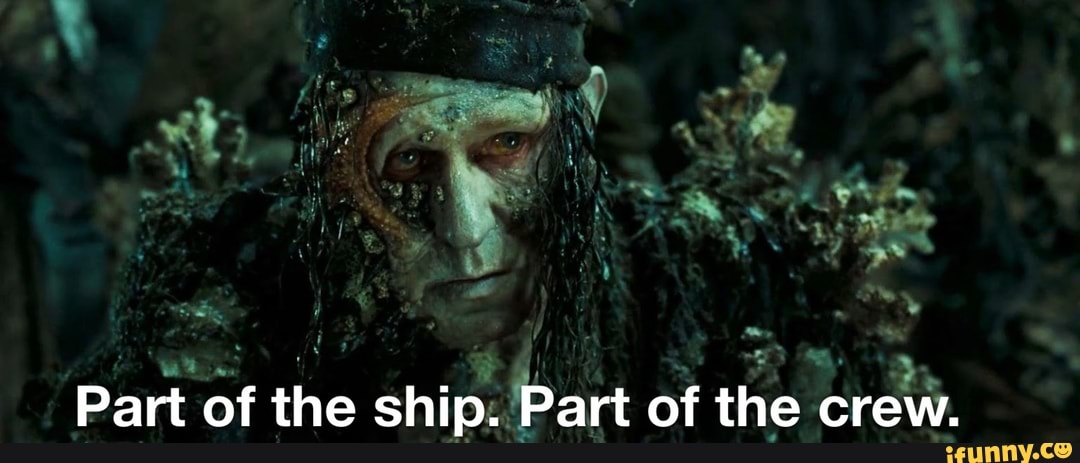 Part of the ship. Part of the crew.
ifunny.co